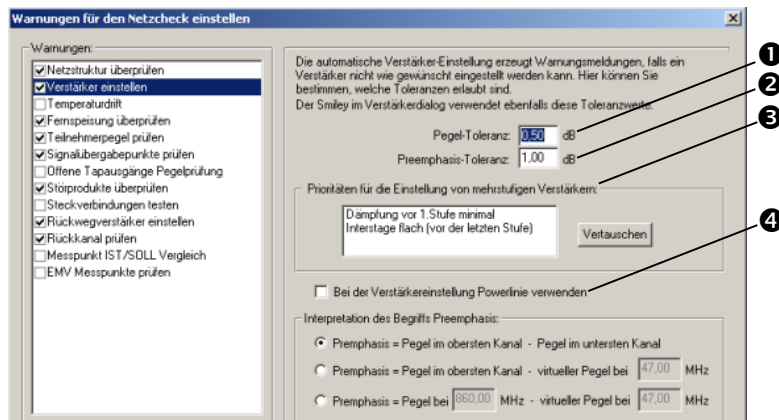 Warnungen für den Netzcheck einstellen
Warnungen:
Netzstruktur überprüfen
Verstärker einstellen
Temperaturdrift
Fernspeisung überprüfen
Teilnehmerpegel prüfen
Signalübergabepunkte prüfen
Offene Tapausgänge Pegelprüfung
Störprodukte überprüfen
Steckverbindungen testen
Rückwegverstärker einstellen
Rückkanal prüfen
Messpunkt IST/SOLL Vergleich
EMV Messpunkte prüfen
Die automatische Verstärker-Einstellung erzeugt Warnungsmeldungen, falls ein
Verstärker nicht wie gewünscht eingestellt werden kann. Hier können Sie
bestimmen, welche Toleranzen erlaubt sind.
Der Smiley im Verstärkerdialog verwendet ebenfalls diese Toleranzwerte.
Pegel-Toleranz: 0,50 dB
Preemphasis-Toleranz: 1,00 dB
Prioritäten für die Einstellung von mehrstufigen Verstärkern:
Dämpfung vor 1.Stufe minimal
Interstage flach (vor der letzten Stufe)
Vertauschen
Bei der Verstärkereinstellung Powerlinie verwenden
Interpretation des Begriffs Preemphasis:
Premphasis = Pegel im obersten Kanal - Pegel im untersten Kanal
Premphasis = Pegel im obersten Kanal - virtueller Pegel bei 47,00 MHz
Premphasis = Pegel bei 860,00 MHz - virtueller Pegel bei 47,00 MHz
❶
❷
❸
❹